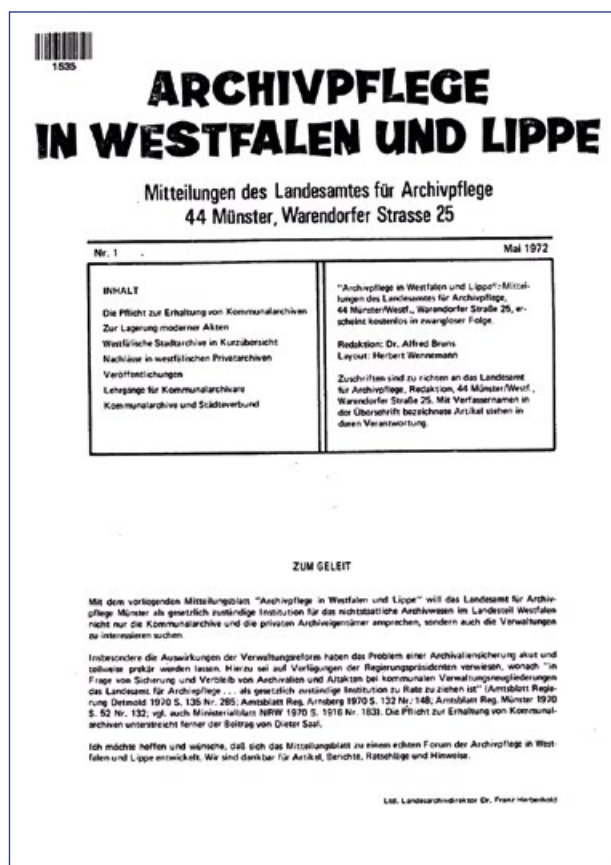 1535
ARCHIVPFLEGE
IN WESTFALEN UND LIPPE
Mitteilungen des Landesamtes für Archivpflege
44 Münster, Warendorfer Strasse 25
Nr. 1
Mai 1972
INHALT
Die Pflicht zur Erhaltung von Kommunalarchiven
Zur Lagerung moderner Akten
Westfälische Stadtarchive in Kurzübersicht
Nachlässe in westfälischen Privatarchiven
Veröffentlichungen
Lehrgänge für Kommunalarchivare
Kommunalarchive und Städteverbund
"Archivpflege in Westfalen und Lippe": Mittei-
lungen des Landesamtes für Archivpflege,
44 Münster/Westf., Warendorfer Straße 25, er-
scheint kostenlos in zwangloser Folge.
Redaktion: Dr. Alfred Bruns
Layout: Herbert Wennemann
Zuschriften sind zu richten an das Landesamt
für Archivpflege, Redaktion, 44 Münster/Westf.,
Warendorfer Straße 25. Mit Verfassernamen in
der Überschrift bezeichnete Artikel stehen in
deren Verantwortung.
ZUM GELEIT
Mit dem vorliegenden Mitteilungsblatt "Archivpflege in Westfalen und Lippe" will das Landesamt für Archiv-
pflege Münster als gesetzlich zuständige Institution für das nichtstaatliche Archivwesen im Landesteil Westfalen
nicht nur die Kommunalarchive und die privaten Archiveigentümer ansprechen, sondern auch die Verwaltungen
zu interessieren suchen.
Insbesondere die Auswirkungen der Verwaltungsreform haben das Problem einer Archivaliensicherung akut und
teilweise prekär werden lassen. Hierzu sei auf Verfügungen der Regierungspräsidenten verwiesen, wonach "in
Frage von Sicherung und Verbleib von Archivalien und Altakten bei kommunalen Verwaltungsneugliederungen
das Landesamt für Archivpflege . . . als gesetzlich zuständige Institution zu Rate zu ziehen ist" (Amtsblatt Regie-
rung Detmold 1970 S. 135 Nr. 285; Amtsblatt Reg. Arnsberg 1970 S. 132 Nr. 148; Amtsblatt Reg. Münster 1970
S. 52 Nr. 132; vgl. auch Ministerialblatt NRW 1970 S. 1916 Nr. 183). Die Pflicht zur Erhaltung von Kommunal-
archiven unterstreicht ferner der Beitrag von Dieter Saal.
Ich möchte hoffen und wünsche, daß sich das Mitteilungsblatt zu einem echten Forum der Archivpflege in West-
falen und Lippe entwickelt. Wir sind dankbar für Artikel, Berichte, Ratschläge und Hinweise.
Ltd. Landesarchivdirektor Dr. Franz Herberhold